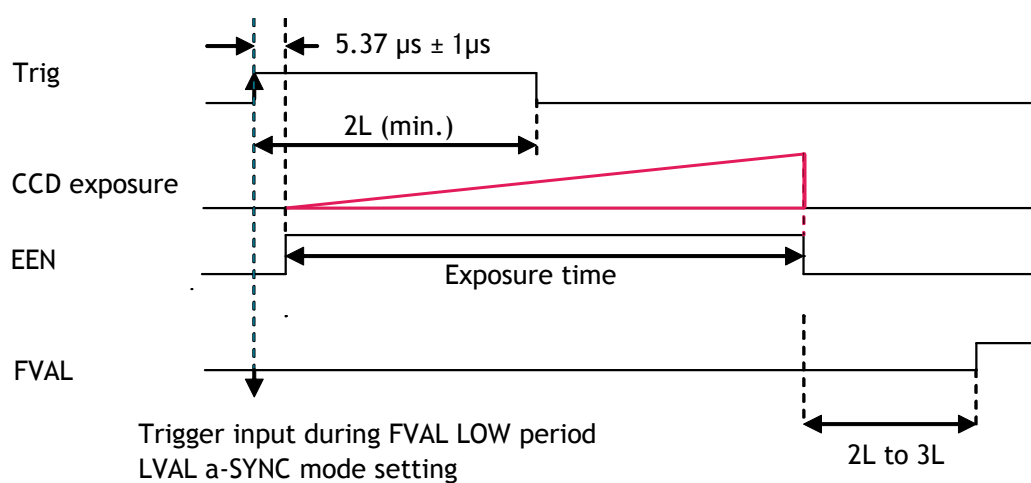 5.37 µs ± 1µs
Trig
2L (min.)
CCD exposure
EEN
Exposure time
FVAL
Trigger input during FVAL LOW period
LVAL a-SYNC mode setting
2L to 3L